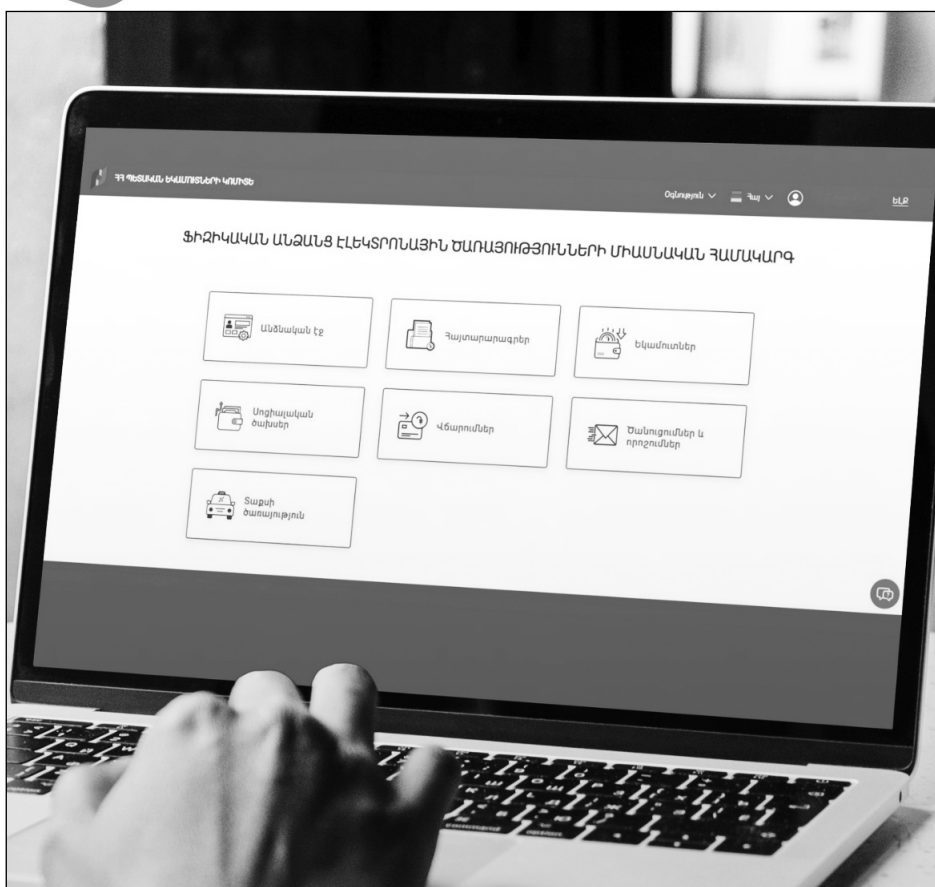 ՀՀ ՊԵՏԱԿԱՆ ԵԿԱՄՈՒՏՆԵՐԻ ԿՈՄԻՏԵ
Օգնություն
Հայ
ԵԼՔ
ՖԻԶԻԿԱԿԱՆ ԱՆՁԱՆՑ ԷԼԵԿՏՐՈՆԱՅԻՆ ԾԱՌԱՅՈՒԹՅՈՒՆՆԵՐԻ ՄԻԱՍՆԱԿԱՆ ՀԱՄԱԿԱՐԳ
Անձնական էջ
Հայտարարագրեր
Եկամուտներ
Սոցիալական
ծախսեր
Վճարումներ
Ծանուցումներ և
որոշումներ
Տաքսի
ծառայություն